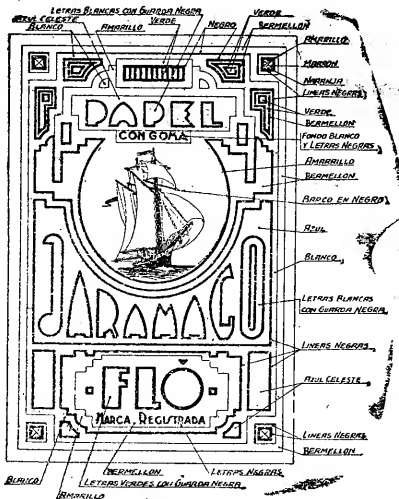 LETRAS BLANCAS CON GUARDA NEGRA
AZUL CELESTE
VERDE
VERDE
BLANCO
AMARILLO
NEGRO
BERMELLON
AMARILLO
MARRON
NARANJA
LINEAS NEGRAS
VERDE
BERMELLON
FONDO BLANCO
Y LETRAS NEGRAS
AMARILLO
BERMELLON
BARCO EN NEGRO
AZUL
BLANCO
LETRAS BLANCAS
CON GUARDA NEGRA
LINEAS NEGRAS
AZUL CELESTE
LINEAS NEGRAS
BERMELLON
PAPEL
CON GOMA
JARAMAGO
FLÒ
MARCA REGISTRADA
BLANCO
BERMELLON
LETRAS NEGRAS
LETRAS VERDES CON GUARDA NEGRA
AMARILLO